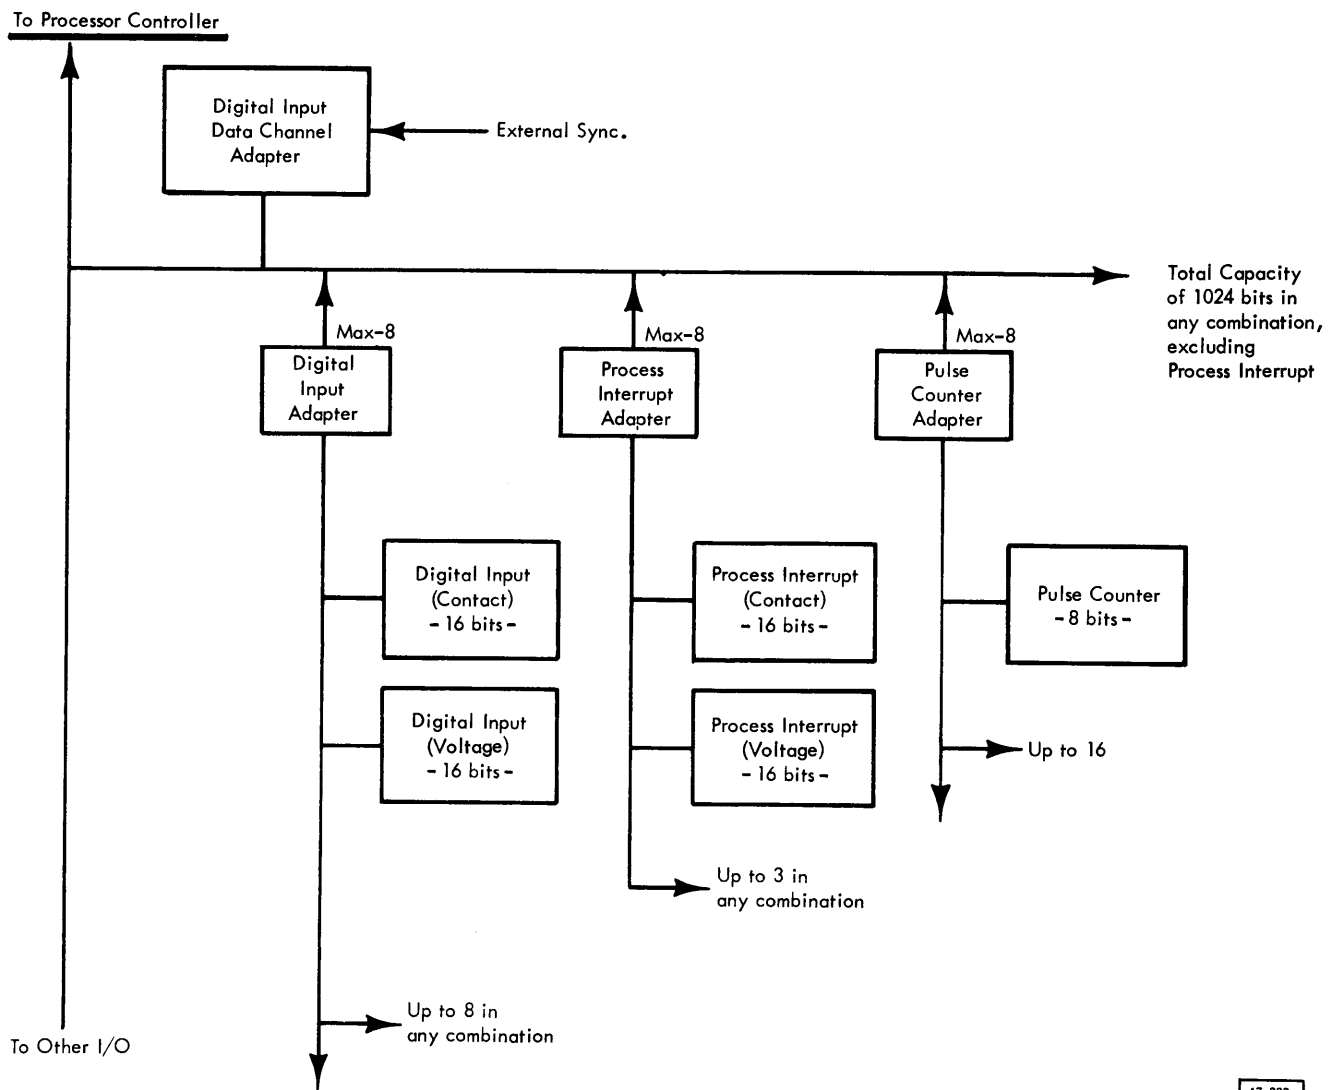 To Processor Controller
Digital Input
Data Channel
Adapter
External Sync.
Total Capacity
of 1024 bits in
any combination,
excluding
Process Interrupt
Max-8
Max-8
Max-8
Digital
Input
Adapter
Process
Interrupt
Adapter
Pulse
Counter
Adapter
Digital Input
(Contact)
- 16 bits -
Process Interrupt
(Contact)
- 16 bits -
Pulse Counter
- 8 bits -
Digital Input
(Voltage)
- 16 bits -
Process Interrupt
(Voltage)
- 16 bits -
Up to 16
Up to 3 in
any combination
Up to 8 in
any combination
To Other I/O